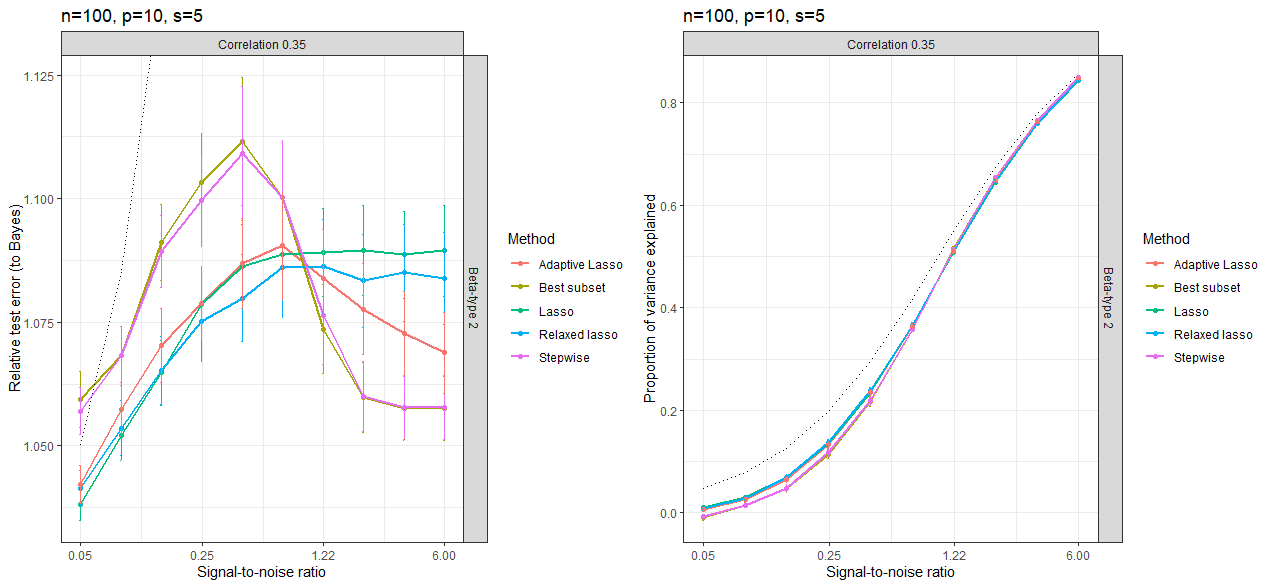 n=100, p=10, s=5
Correlation 0.35
Beta-type 2
Relative test error (to Bayes)
1.125
1.100
1.075
1.050
0.05
0.25
1.22
6.00
Signal-to-noise ratio
Method
Adaptive Lasso
Best subset
Lasso
Relaxed lasso
Stepwise
n=100, p=10, s=5
Correlation 0.35
Beta-type 2
Proportion of variance explained
0.8
0.6
0.4
0.2
0.0
0.05
0.25
1.22
6.00
Signal-to-noise ratio
Method
Adaptive Lasso
Best subset
Lasso
Relaxed lasso
Stepwise